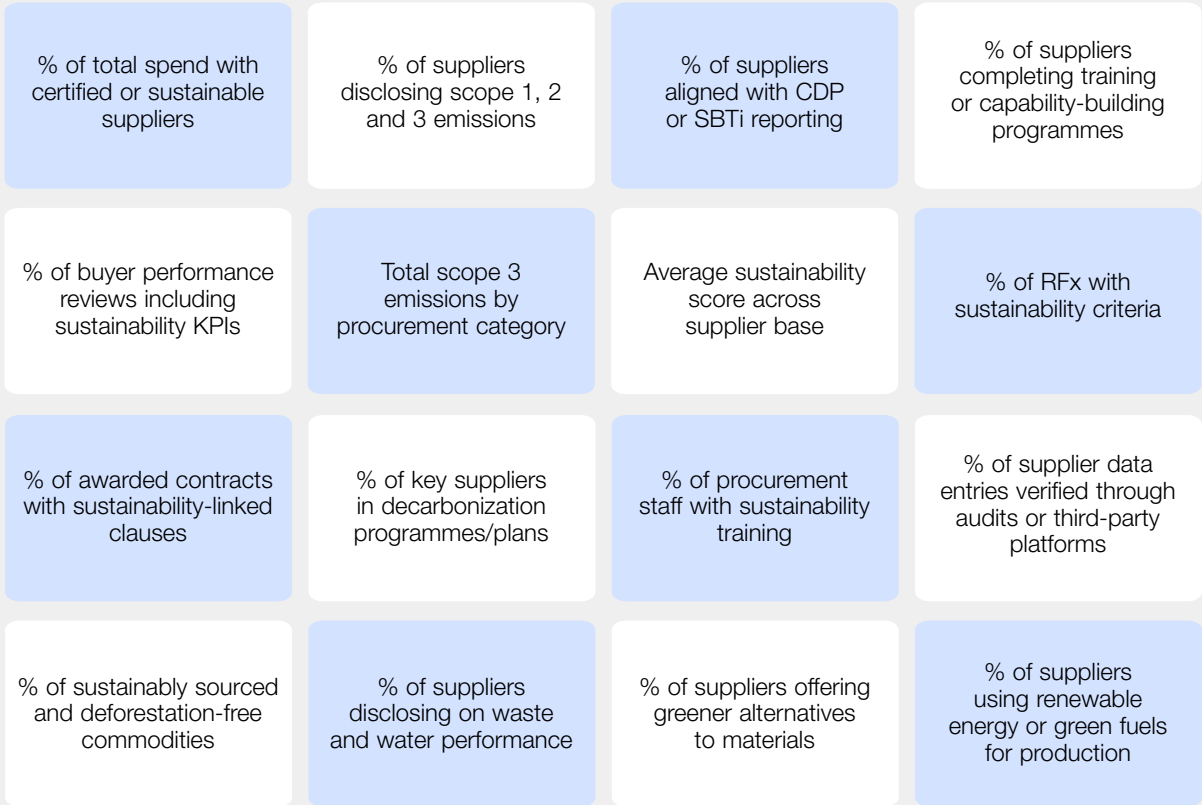 % of total spend with
certified or sustainable
suppliers
% of suppliers
disclosing scope 1, 2
and 3 emissions
% of suppliers
aligned with CDP
or SBTi reporting
% of suppliers
completing training
or capability-building
programmes
% of buyer performance
reviews including
sustainability KPIs
Total scope 3
emissions by
procurement category
Average sustainability
score across
supplier base
% of RFx with
sustainability criteria
% of awarded contracts
with sustainability-linked
clauses
% of key suppliers
in decarbonization
programmes/plans
% of procurement
staff with sustainability
training
% of supplier data
entries verified through
audits or third-party
platforms
% of sustainably sourced
and deforestation-free
commodities
% of suppliers
disclosing on waste
and water performance
% of suppliers offering
greener alternatives
to materials
% of suppliers
using renewable
energy or green fuels
for production